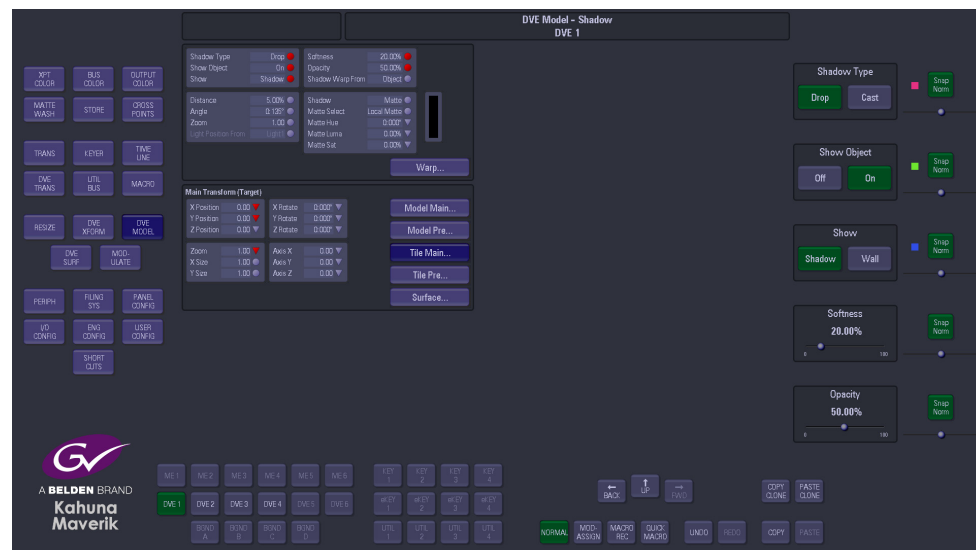 DVE Model - Shadow
DVE 1
XPT COLOR
BUS COLOR
OUTPUT COLOR
MATTE WASH
STORE
CROSS POINTS
TRANS
KEYER
TIME LINE
DVE TRANS
UTIL BUS
MACRO
RESIZE
DVE XFORM
DVE MODEL
DVE SURF
MOD- ULATE
PERIPH
FILING SYS
PANEL CONFIG
I/O CONFIG
ENG CONFIG
USER CONFIG
SHORT CUTS
Shadow Type Drop
Show Object On
Show Shadow
Softness 20.00%
Opacity 50.00%
Shadow Warp From Object
Distance 5.00%
Angle 0.135°
Zoom 1.00
Light Position From Light1
Shadow Matte
Matte Select Local Matte
Matte Hue 0.000°
Matte Luma 0.00%
Matte Sat 0.00%
Warp...
Main Transform (Target)
X Position 0.00
Y Position 0.00
Z Position 0.00
X Rotate 0.000°
Y Rotate 0.000°
Z Rotate 0.000°
Zoom 1.00
X Size 1.00
Y Size 1.00
Axis X 0.00
Axis Y 0.00
Axis Z 0.00
Model Main...
Model Pre...
Tile Main...
Tile Pre...
Surface...
Shadow Type
Drop
Cast
Snap Norm
Show Object
Off
On
Snap Norm
Show
Shadow
Wall
Snap Norm
Softness
20.00%
0 100
Snap Norm
Opacity
50.00%
0 100
Snap Norm
GV
A BELDEN BRAND
Kahuna
Maverik
ME 1
ME 2
ME 3
ME 4
ME 5
ME 6
DVE 1
DVE 2
DVE 3
DVE 4
DVE 5
DVE 6
BGND A
BGND B
BGND C
BGND D
KEY 1
KEY 2
KEY 3
KEY 4
eKEY 1
eKEY 2
eKEY 3
eKEY 4
UTIL 1
UTIL 2
UTIL 3
UTIL 4
BACK
UP
FWD
COPY CLONE
PASTE CLONE
NORMAL
MOD- ASSIGN
MACRO REC
QUICK MACRO
UNDO
REDO
COPY
PASTE